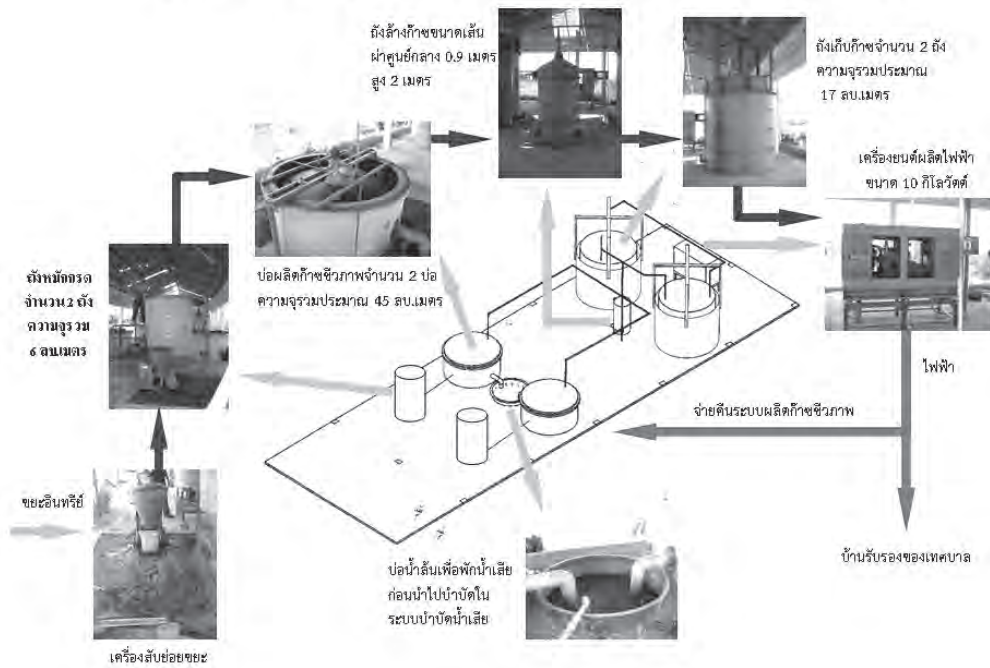 ถังล้างก๊าซขนาดเส้น
ผ่าศูนย์กลาง 0.9 เมตร
สูง 2 เมตร
ถังเก็บก๊าซจำนวน 2 ถัง
ความจุรวมประมาณ
17 ลบ.เมตร
เครื่องยนต์ผลิตไฟฟ้า
ขนาด 10 กิโลวัตต์
บ่อผลิตก๊าซชีวภาพจำนวน 2 บ่อ
ความจุรวมประมาณ 45 ลบ.เมตร
ถังหมักกรด
จำนวน 2 ถัง
ความจุรวม
6 ลบ.เมตร
ไฟฟ้า
จ่ายคืนระบบผลิตก๊าซชีวภาพ
ขยะอินทรีย์
บ่อน้ำล้นเพื่อพักน้ำเสีย
ก่อนนำไปบำบัดใน
ระบบบำบัดน้ำเสีย
บ้านรับรองของเทศบาล
เครื่องสับย่อยขยะ